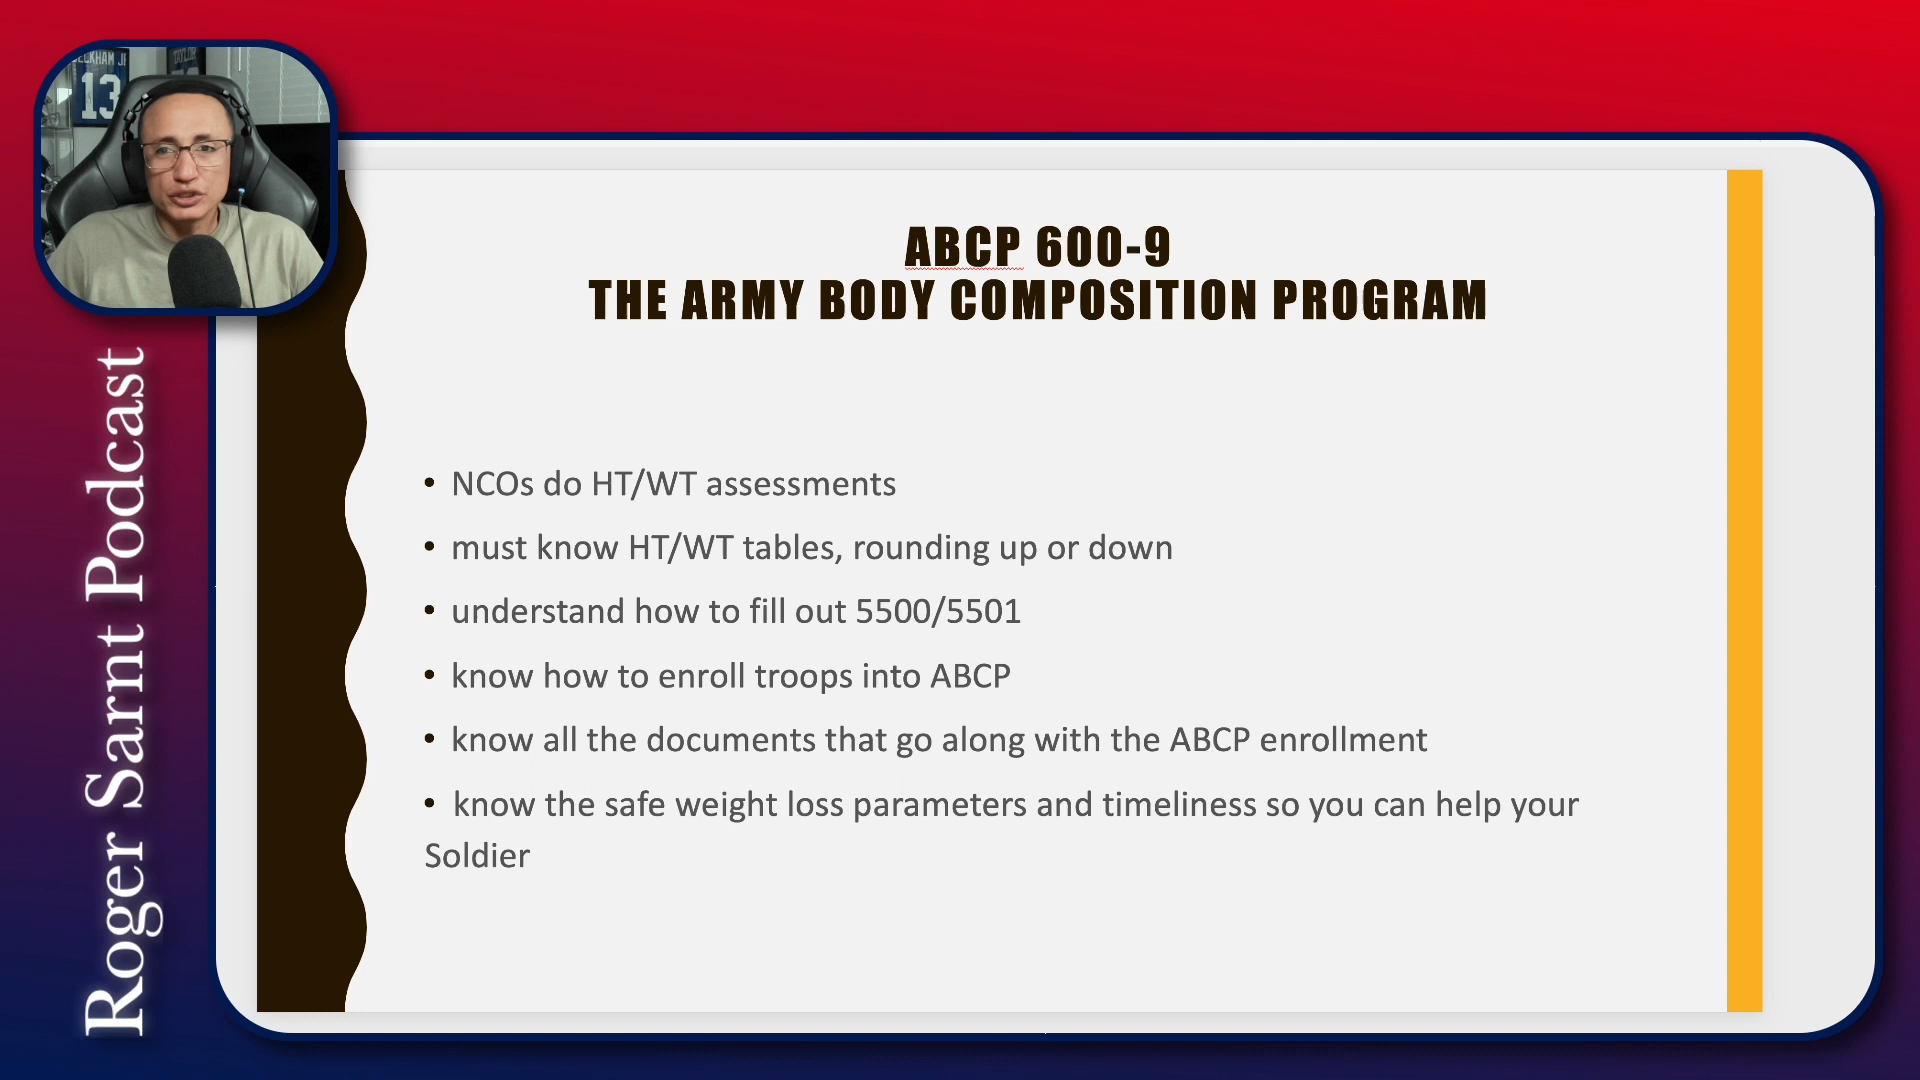 ECKHAM J
13
TAYLOR
ABCP 600-9
THE ARMY BODY COMPOSITION PROGRAM
• NCOs do HT/WT assessments
• must know HT/WT tables, rounding up or down
• understand how to fill out 5500/5501
• know how to enroll troops into ABCP
• know all the documents that go along with the ABCP enrollment
• know the safe weight loss parameters and timeliness so you can help your
Soldier
Roger Sarnt Podcast